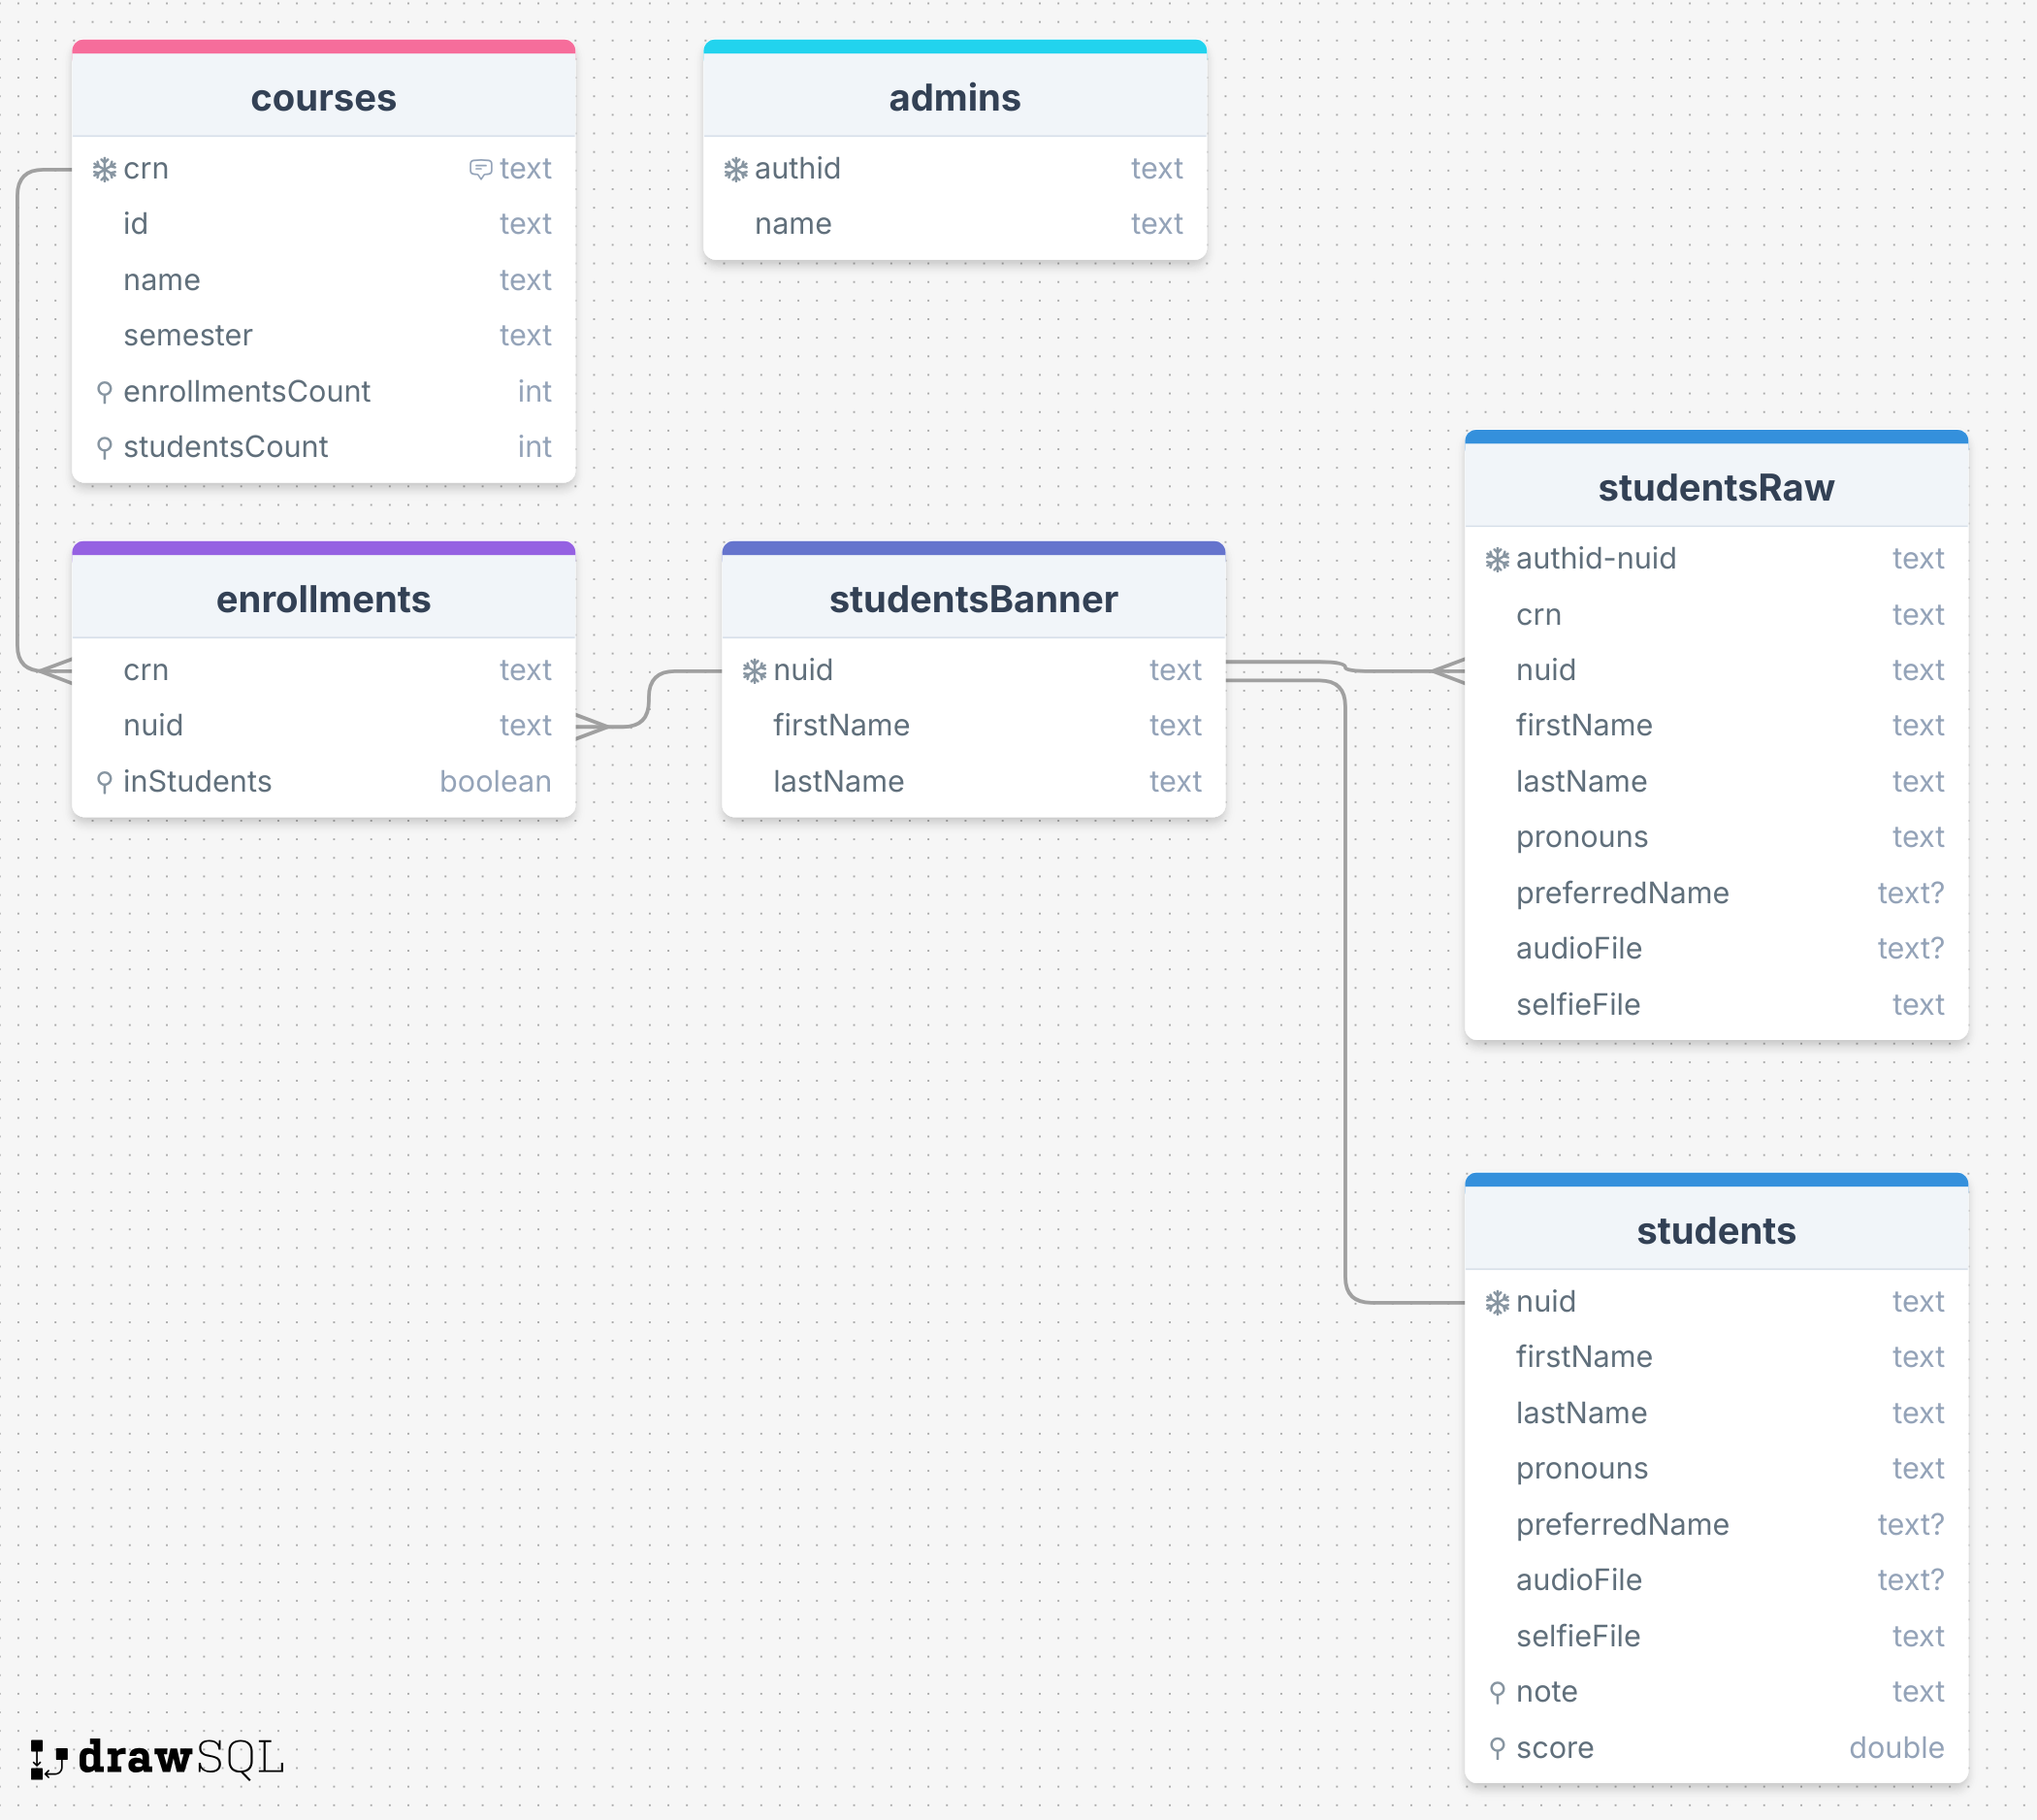 courses
crn text
id text
name text
semester text
enrollmentsCount int
studentsCount int
admins
authid text
name text
enrollments
crn text
nuid text
inStudents boolean
studentsBanner
nuid text
firstName text
lastName text
studentsRaw
authid-nuid text
crn text
nuid text
firstName text
lastName text
pronouns text
preferredName text?
audioFile text?
selfieFile text
students
nuid text
firstName text
lastName text
pronouns text
preferredName text?
audioFile text?
selfieFile text
note text
score double
drawSQL